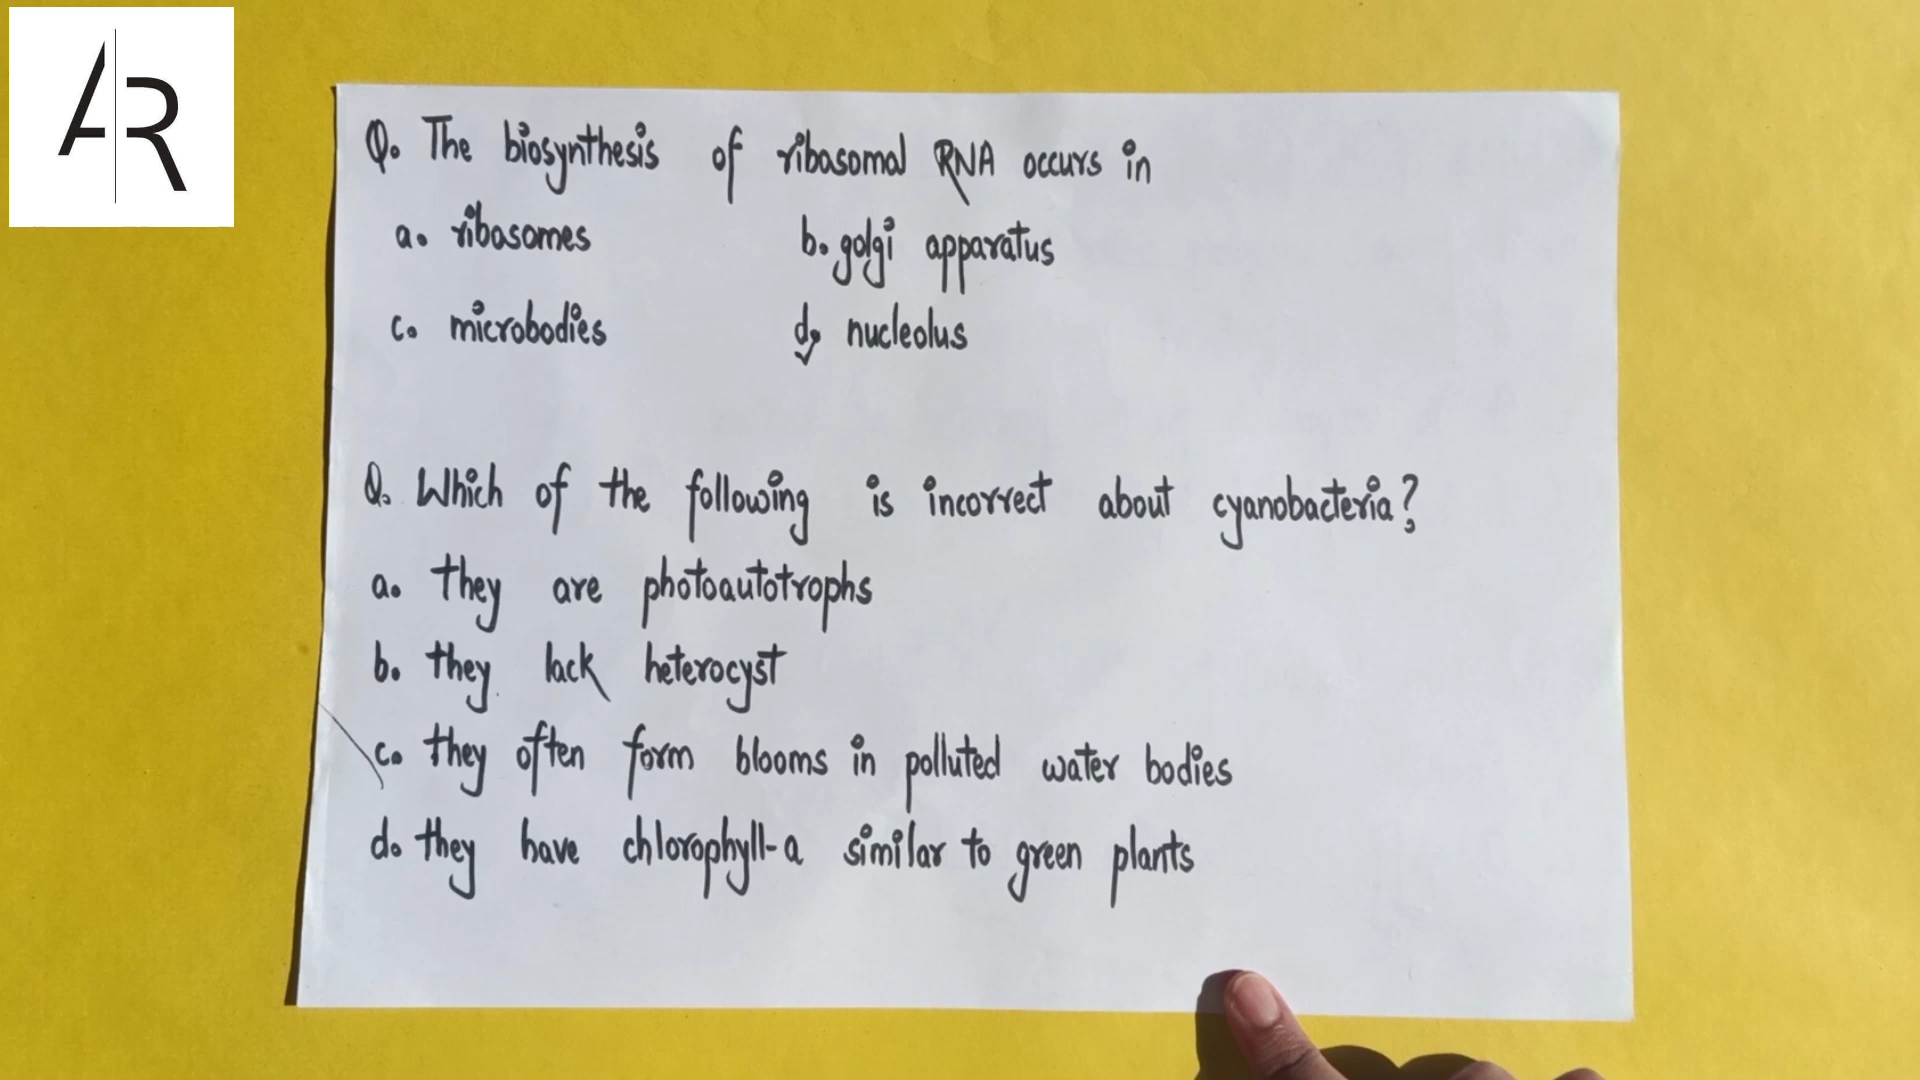 AR
Q. The biosynthesis of ribosomal RNA occurs in
a. ribosomes b. golgi apparatus
c. microbodies d. nucleolus
Q. Which of the following is incorrect about cyanobacteria?
a. they are photoautotrophs
b. they lack heterocyst
c. they often form blooms in polluted water bodies
d. they have chlorophyll-a similar to green plants